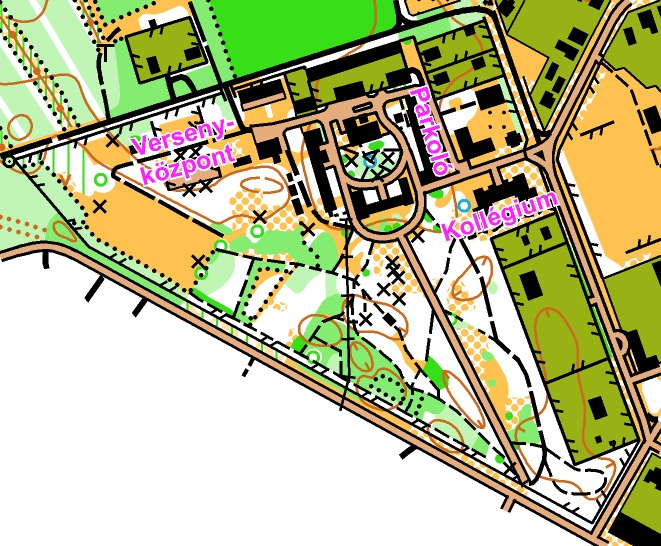 Verseny-
központ
Parkoló
Kollégium